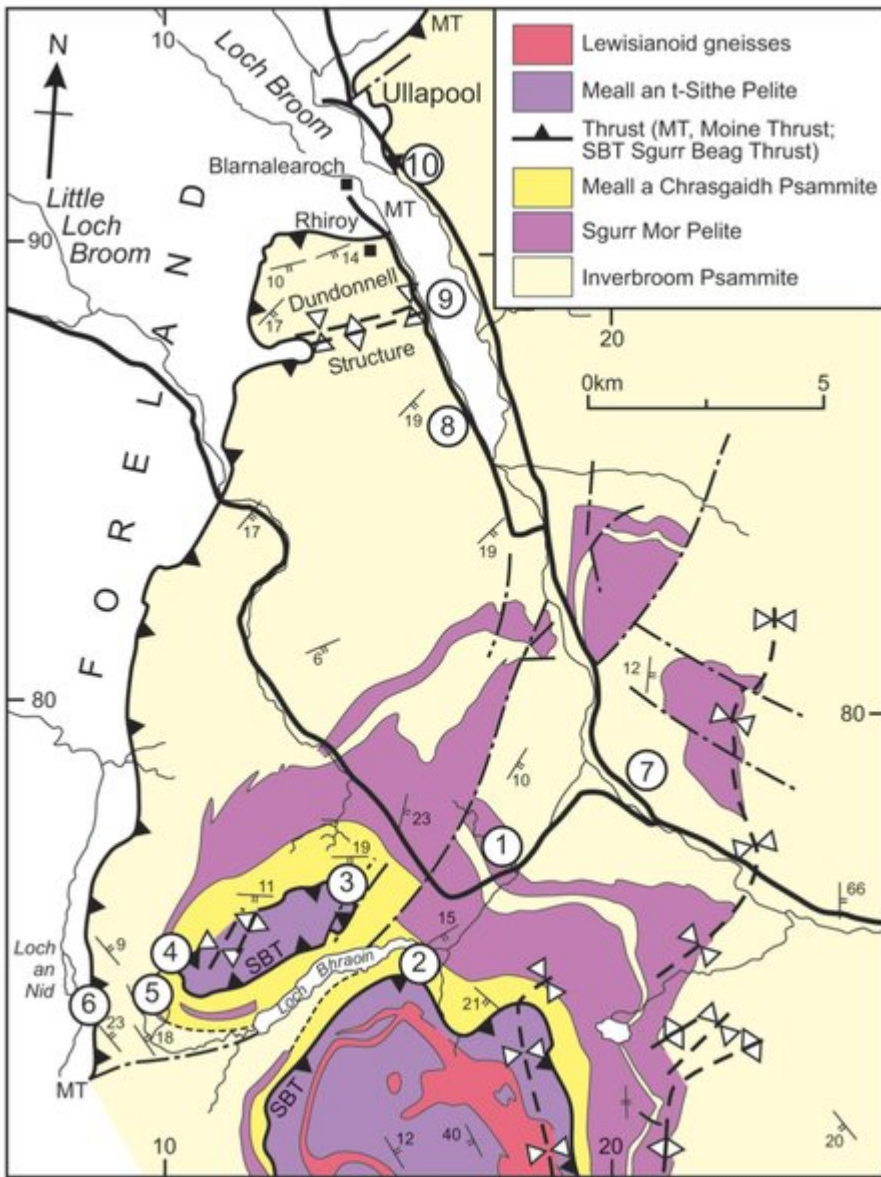 N
10
MT
Loch Broom
Ullapool
Lewisianoid gneisses
Meall an t-Sithe Pelite
Thrust (MT, Moine Thrust;
SBT Sgurr Beag Thrust)
Meall a Chrasgaidh Psammite
Sgurr Mor Pelite
Inverbroom Psammite
10
Blarnalearoch
Little
Loch
Broom
MT
Rhiroy
90
14
10
Dundonnell
17
Structure
9
20
0km
5
FORELAND
19
8
17
19
6
12
80
80
10
7
23
1
19
3
11
66
15
4
SBT
Loch Bhraoin
2
9
Loch
an
Nid
5
6
21
23
18
MT
SBT
12
40
20
10
20